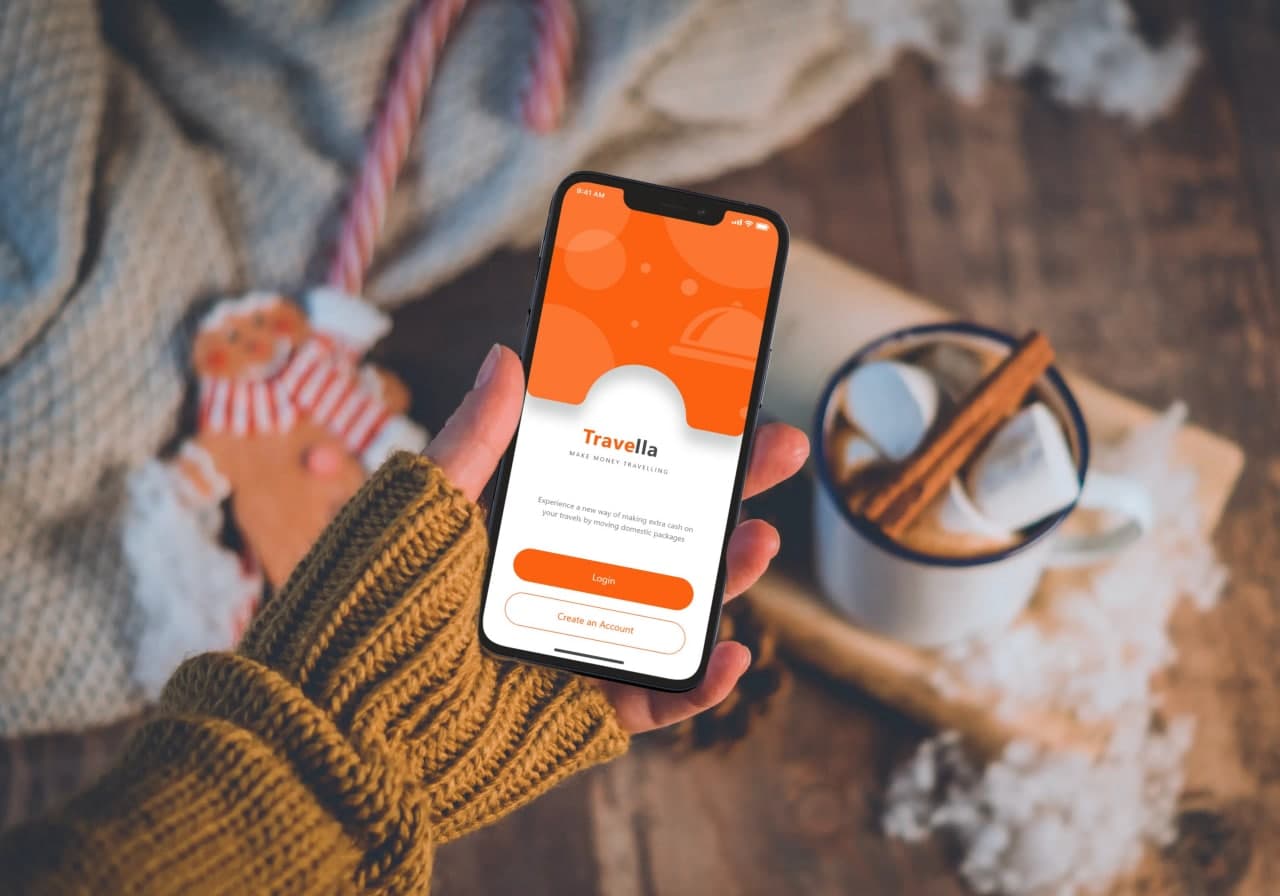 9:41 AM
Travella
MAKE MONEY TRAVELLING
Experience a new way of making extra cash on
your travels by moving domestic packages
Login
Create an Account